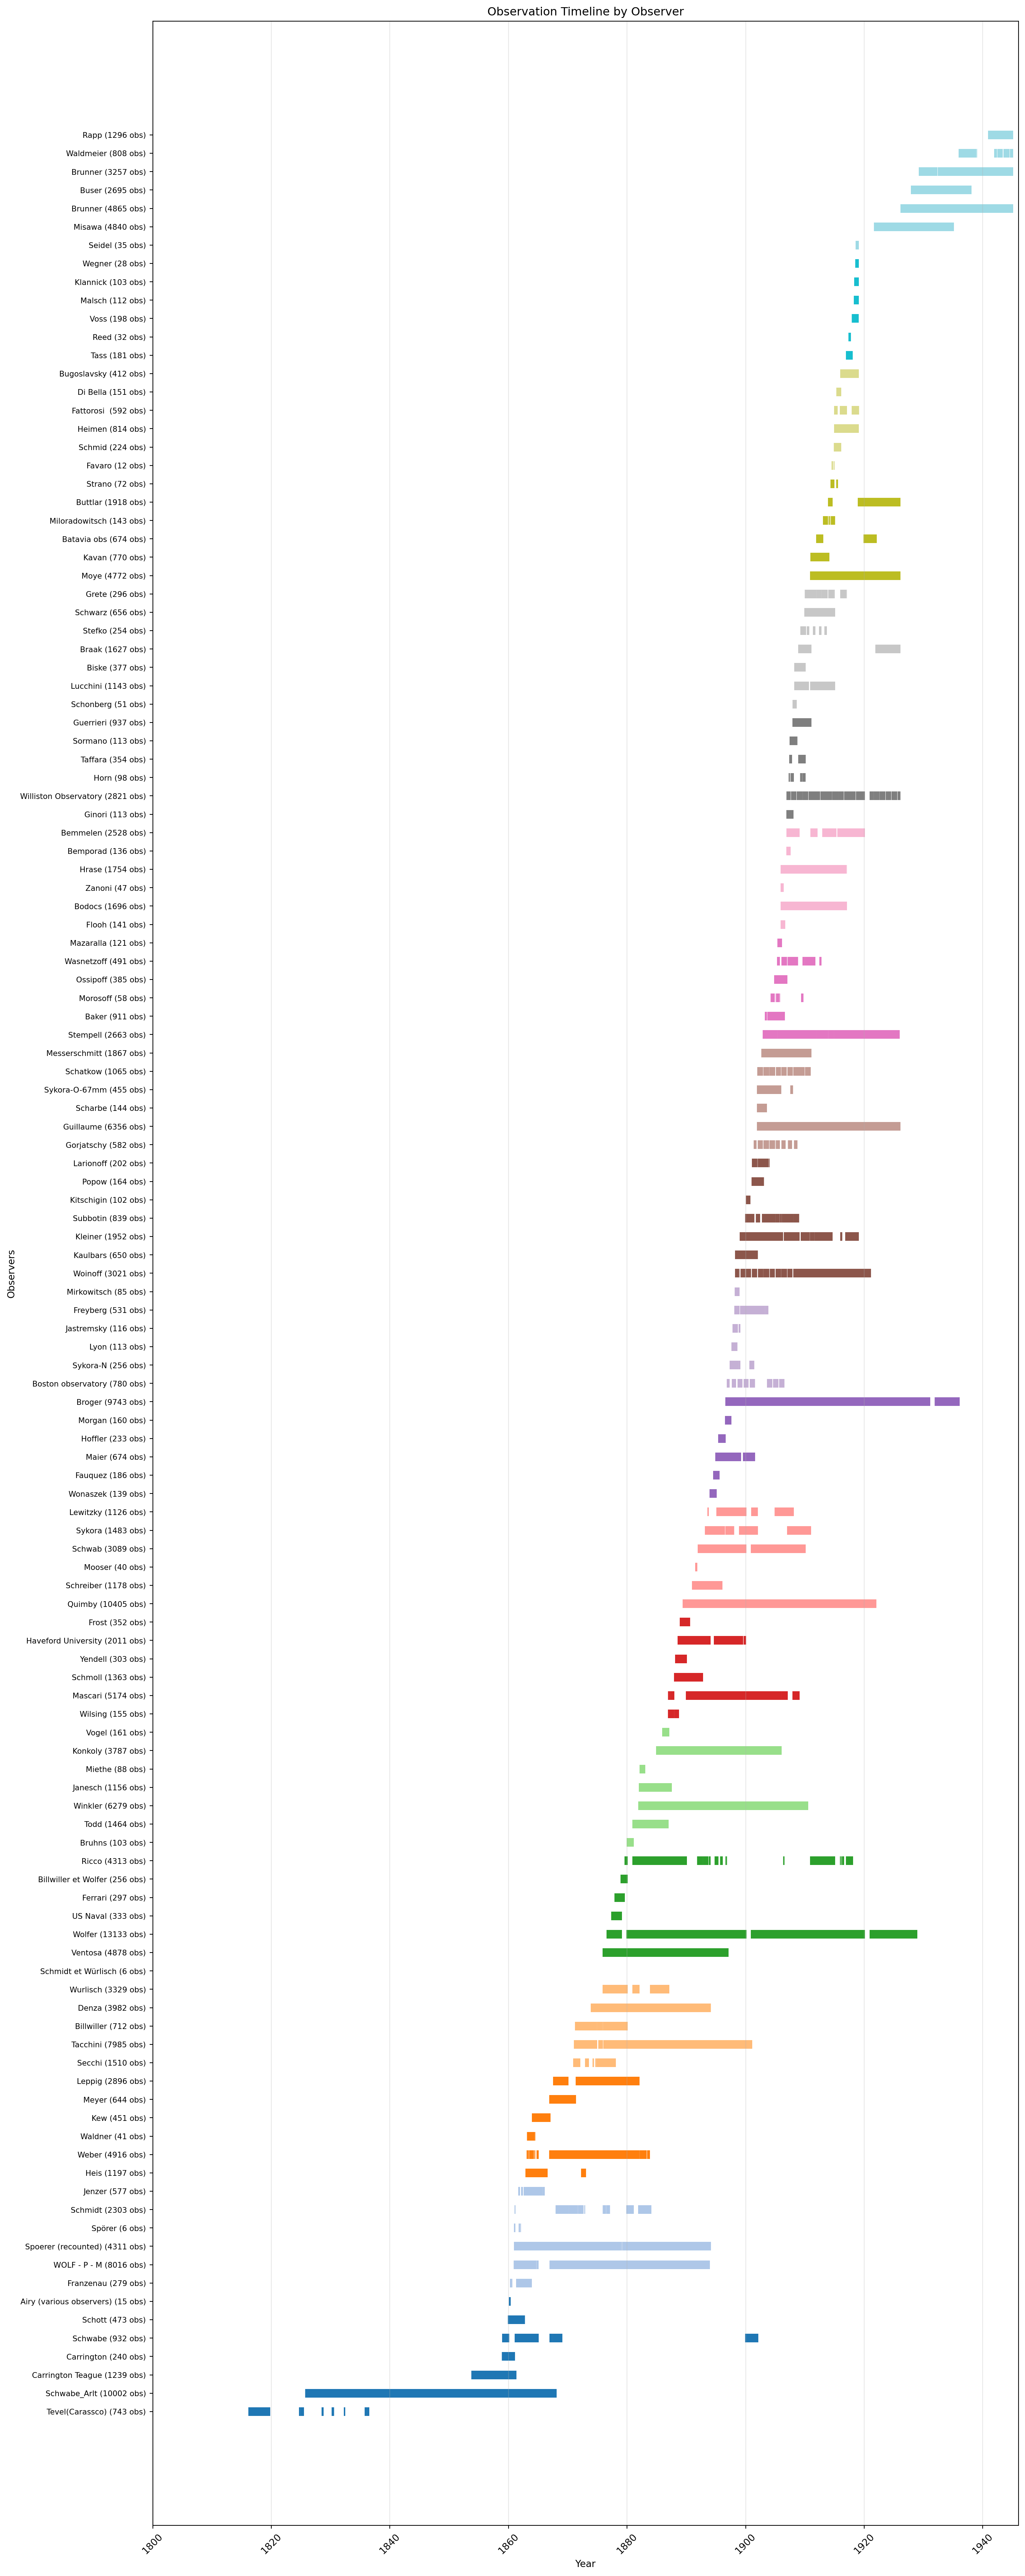 Observation Timeline by Observer
Rapp (1296 obs)
Waldmeier (808 obs)
Brunner (3257 obs)
Buser (2695 obs)
Brunner (4865 obs)
Misawa (4840 obs)
Seidel (35 obs)
Wegner (28 obs)
Klannick (103 obs)
Malsch (112 obs)
Voss (198 obs)
Reed (32 obs)
Tass (181 obs)
Bugoslavsky (412 obs)
Di Bella (151 obs)
Fattorosi  (592 obs)
Heimen (814 obs)
Schmid (224 obs)
Favaro (12 obs)
Strano (72 obs)
Buttlar (1918 obs)
Miloradowitsch (143 obs)
Batavia obs (674 obs)
Kavan (770 obs)
Moye (4772 obs)
Grete (296 obs)
Schwarz (656 obs)
Stefko (254 obs)
Braak (1627 obs)
Biske (377 obs)
Lucchini (1143 obs)
Schonberg (51 obs)
Guerrieri (937 obs)
Sormano (113 obs)
Taffara (354 obs)
Horn (98 obs)
Williston Observatory (2821 obs)
Ginori (113 obs)
Bemmelen (2528 obs)
Bemporad (136 obs)
Hrase (1754 obs)
Zanoni (47 obs)
Bodocs (1696 obs)
Flooh (141 obs)
Mazaralla (121 obs)
Wasnetzoff (491 obs)
Ossipoff (385 obs)
Morosoff (58 obs)
Baker (911 obs)
Stempell (2663 obs)
Messerschmitt (1867 obs)
Schatkow (1065 obs)
Sykora-O-67mm (455 obs)
Scharbe (144 obs)
Guillaume (6356 obs)
Gorjatschy (582 obs)
Larionoff (202 obs)
Popow (164 obs)
Kitschigin (102 obs)
Subbotin (839 obs)
Kleiner (1952 obs)
Kaulbars (650 obs)
Woinoff (3021 obs)
Mirkowitsch (85 obs)
Freyberg (531 obs)
Jastremsky (116 obs)
Lyon (113 obs)
Sykora-N (256 obs)
Boston observatory (780 obs)
Broger (9743 obs)
Morgan (160 obs)
Hoffler (233 obs)
Maier (674 obs)
Fauquez (186 obs)
Wonaszek (139 obs)
Lewitzky (1126 obs)
Sykora (1483 obs)
Schwab (3089 obs)
Mooser (40 obs)
Schreiber (1178 obs)
Quimby (10405 obs)
Frost (352 obs)
Haveford University (2011 obs)
Yendell (303 obs)
Schmoll (1363 obs)
Mascari (5174 obs)
Wilsing (155 obs)
Vogel (161 obs)
Konkoly (3787 obs)
Miethe (88 obs)
Janesch (1156 obs)
Winkler (6279 obs)
Todd (1464 obs)
Bruhns (103 obs)
Ricco (4313 obs)
Billwiller et Wolfer (256 obs)
Ferrari (297 obs)
US Naval (333 obs)
Wolfer (13133 obs)
Ventosa (4878 obs)
Schmidt et Würlisch (6 obs)
Wurlisch (3329 obs)
Denza (3982 obs)
Billwiller (712 obs)
Tacchini (7985 obs)
Secchi (1510 obs)
Leppig (2896 obs)
Meyer (644 obs)
Kew (451 obs)
Waldner (41 obs)
Weber (4916 obs)
Heis (1197 obs)
Jenzer (577 obs)
Schmidt (2303 obs)
Spörer (6 obs)
Spoerer (recounted) (4311 obs)
WOLF - P - M (8016 obs)
Franzenau (279 obs)
Airy (various observers) (15 obs)
Schott (473 obs)
Schwabe (932 obs)
Carrington (240 obs)
Carrington Teague (1239 obs)
Schwabe_Arlt (10002 obs)
Tevel(Carassco) (743 obs)
Observers
1800
1820
1840
1860
1880
1900
1920
1940
Year